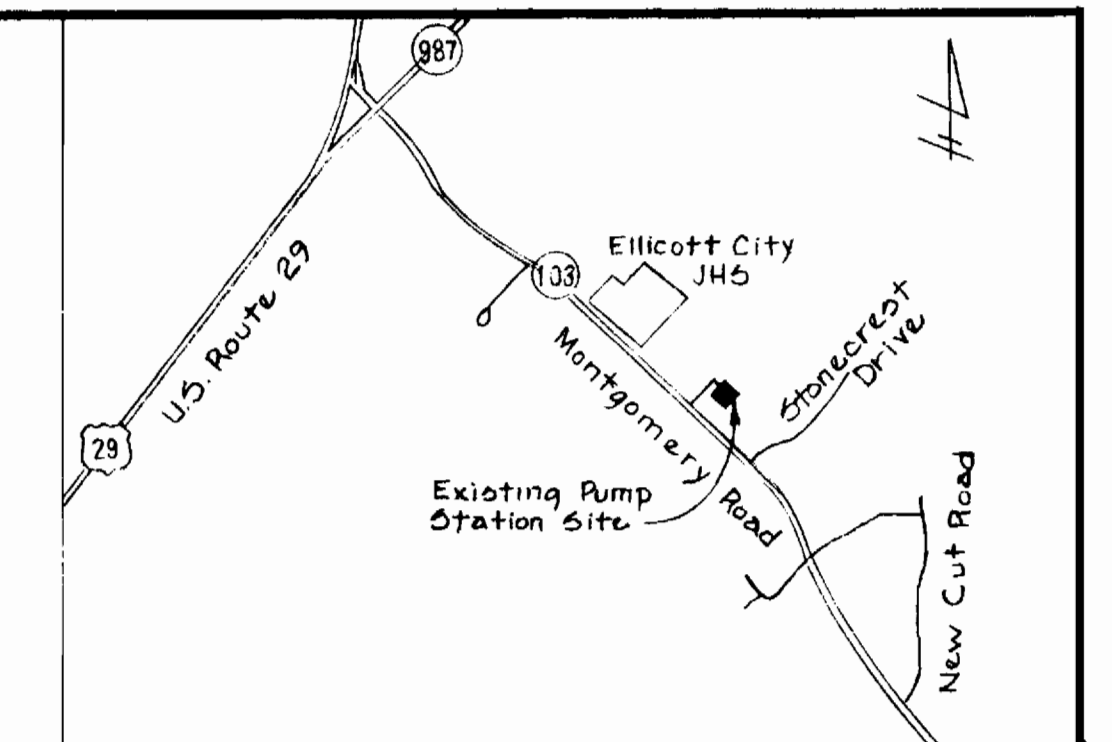 987
Ellicott City
JHS
103
U.S. Route 29
Stonecrest
Drive
Montgomery Road
29
Existing Pump
Station Site
New Cut Road